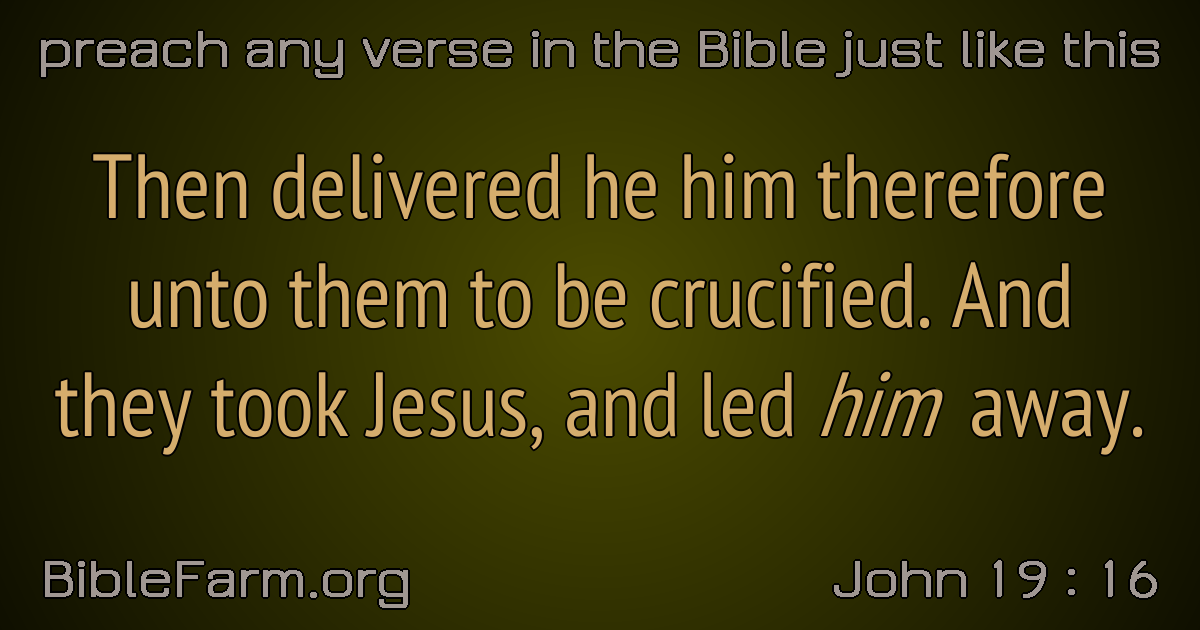 preach any verse in the Bible just like this
Then delivered he him therefore
unto them to be crucified. And
they took Jesus, and led him away.
BibleFarm.org
John 19 : 16